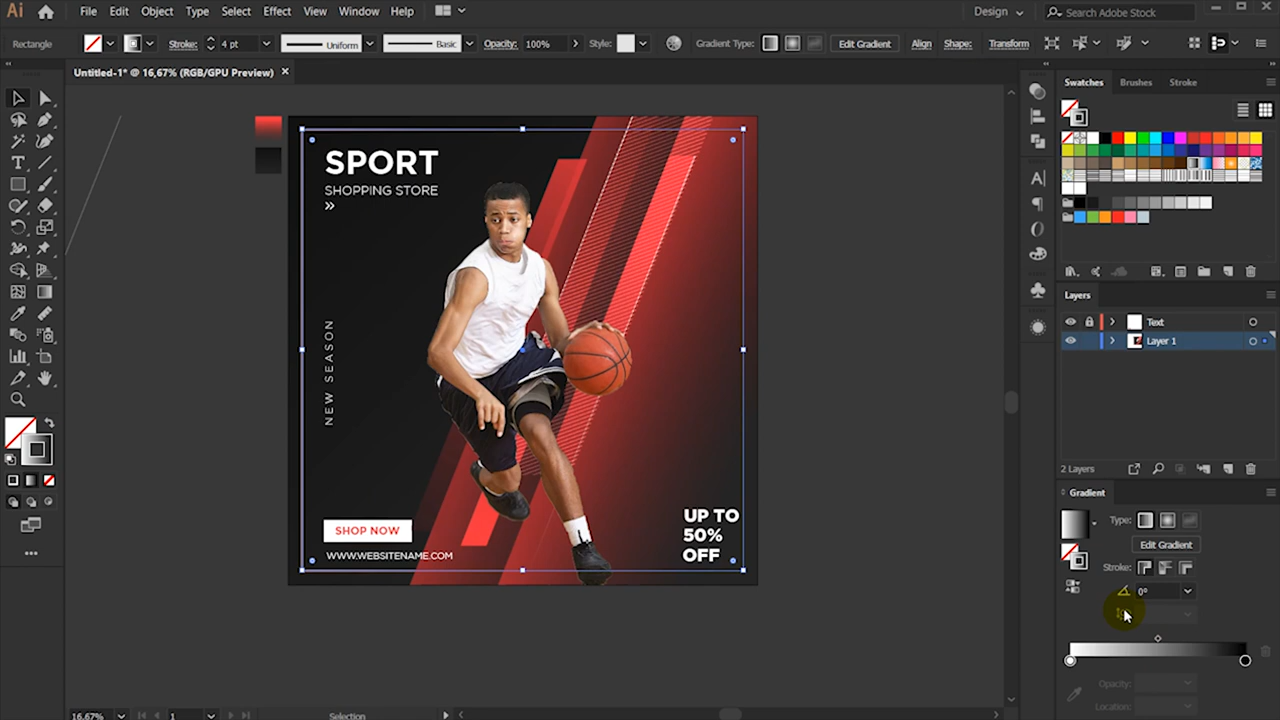 Ai File Edit Object Type Select Effect View Window Help Design Search Adobe Stock
Rectangle Stroke: 4 pt Uniform Basic Opacity: 100% Style: Gradient Type: Edit Gradient Align Shape: Transform
Untitled-1* @ 16,67% (RGB/GPU Preview) ×
Swatches Brushes Stroke
SPORT
SHOPPING STORE
»
NEW SEASON
SHOP NOW
WWW.WEBSITENAME.COM
UP TO
50%
OFF
Layers
Text
Layer 1
2 Layers
Gradient
Type:
Edit Gradient
Stroke:
0°
Opacity:
Location:
16,67% 1 Selection